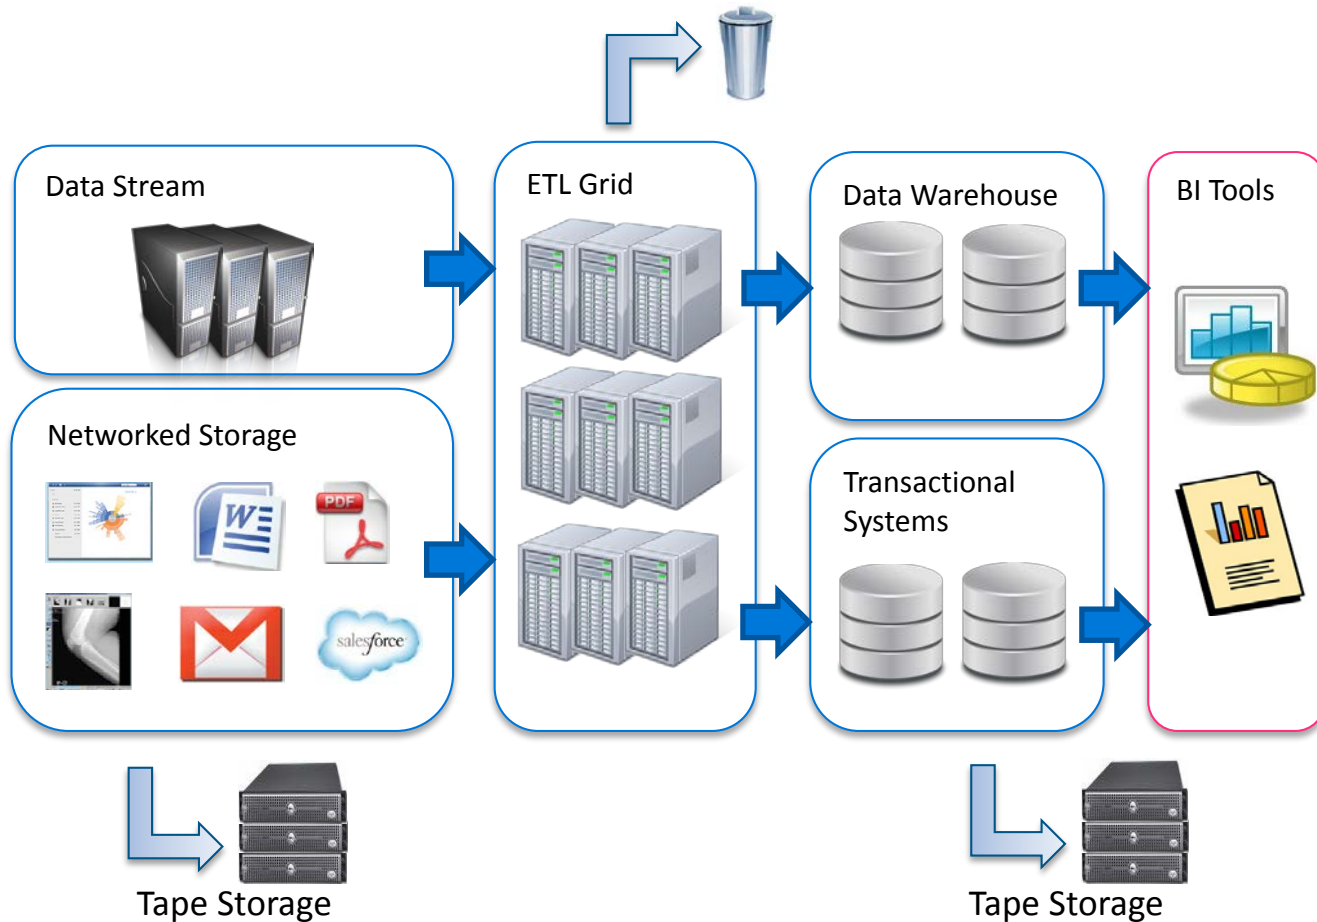 Data Stream
ETL Grid
Data Warehouse
BI Tools
Networked Storage
W
PDF
salesforce
Transactional
Systems
Tape Storage
Tape Storage